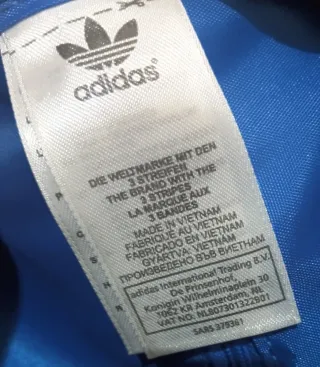 adidas
DIE WELTMARKE MIT DEN
3 STREIFEN
THE BRAND WITH THE
3 STRIPES
LA MARQUE AUX
3 BANDES
MADE IN VIETNAM
FABRIQUÉ AU VIETNAM
FABRICADO EN VIETNAM
GYÁRTVA: VIETNAM
ПРОИЗВЕДЕНО ВЪВ ВИЕТНАМ
adidas International Trading B.V.
De Prinsenhof,
Konigin Wilhelminaplein 30
1062 KR Amsterdam, NL
VAT NO: NL807301322B01